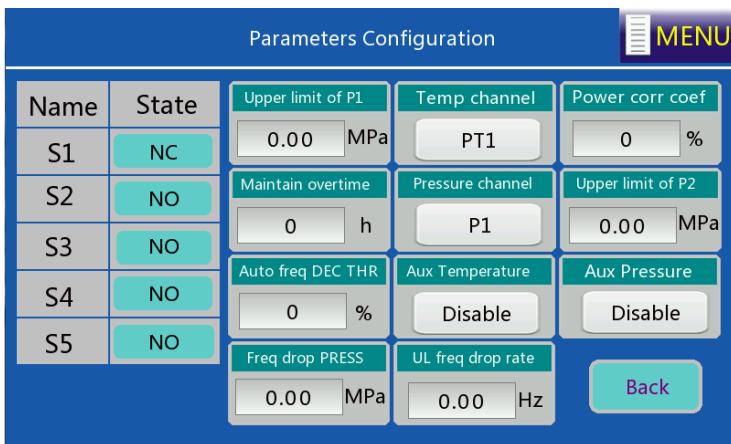 Parameters Configuration
MENU
Name State
S1 NC
S2 NO
S3 NO
S4 NO
S5 NO
Upper limit of P1
0.00 MPa
Temp channel
PT1
Power corr coef
0 %
Maintain overtime
0 h
Pressure channel
P1
Upper limit of P2
0.00 MPa
Auto freq DEC THR
0 %
Aux Temperature
Disable
Aux Pressure
Disable
Freq drop PRESS
0.00 MPa
UL freq drop rate
0.00 Hz
Back